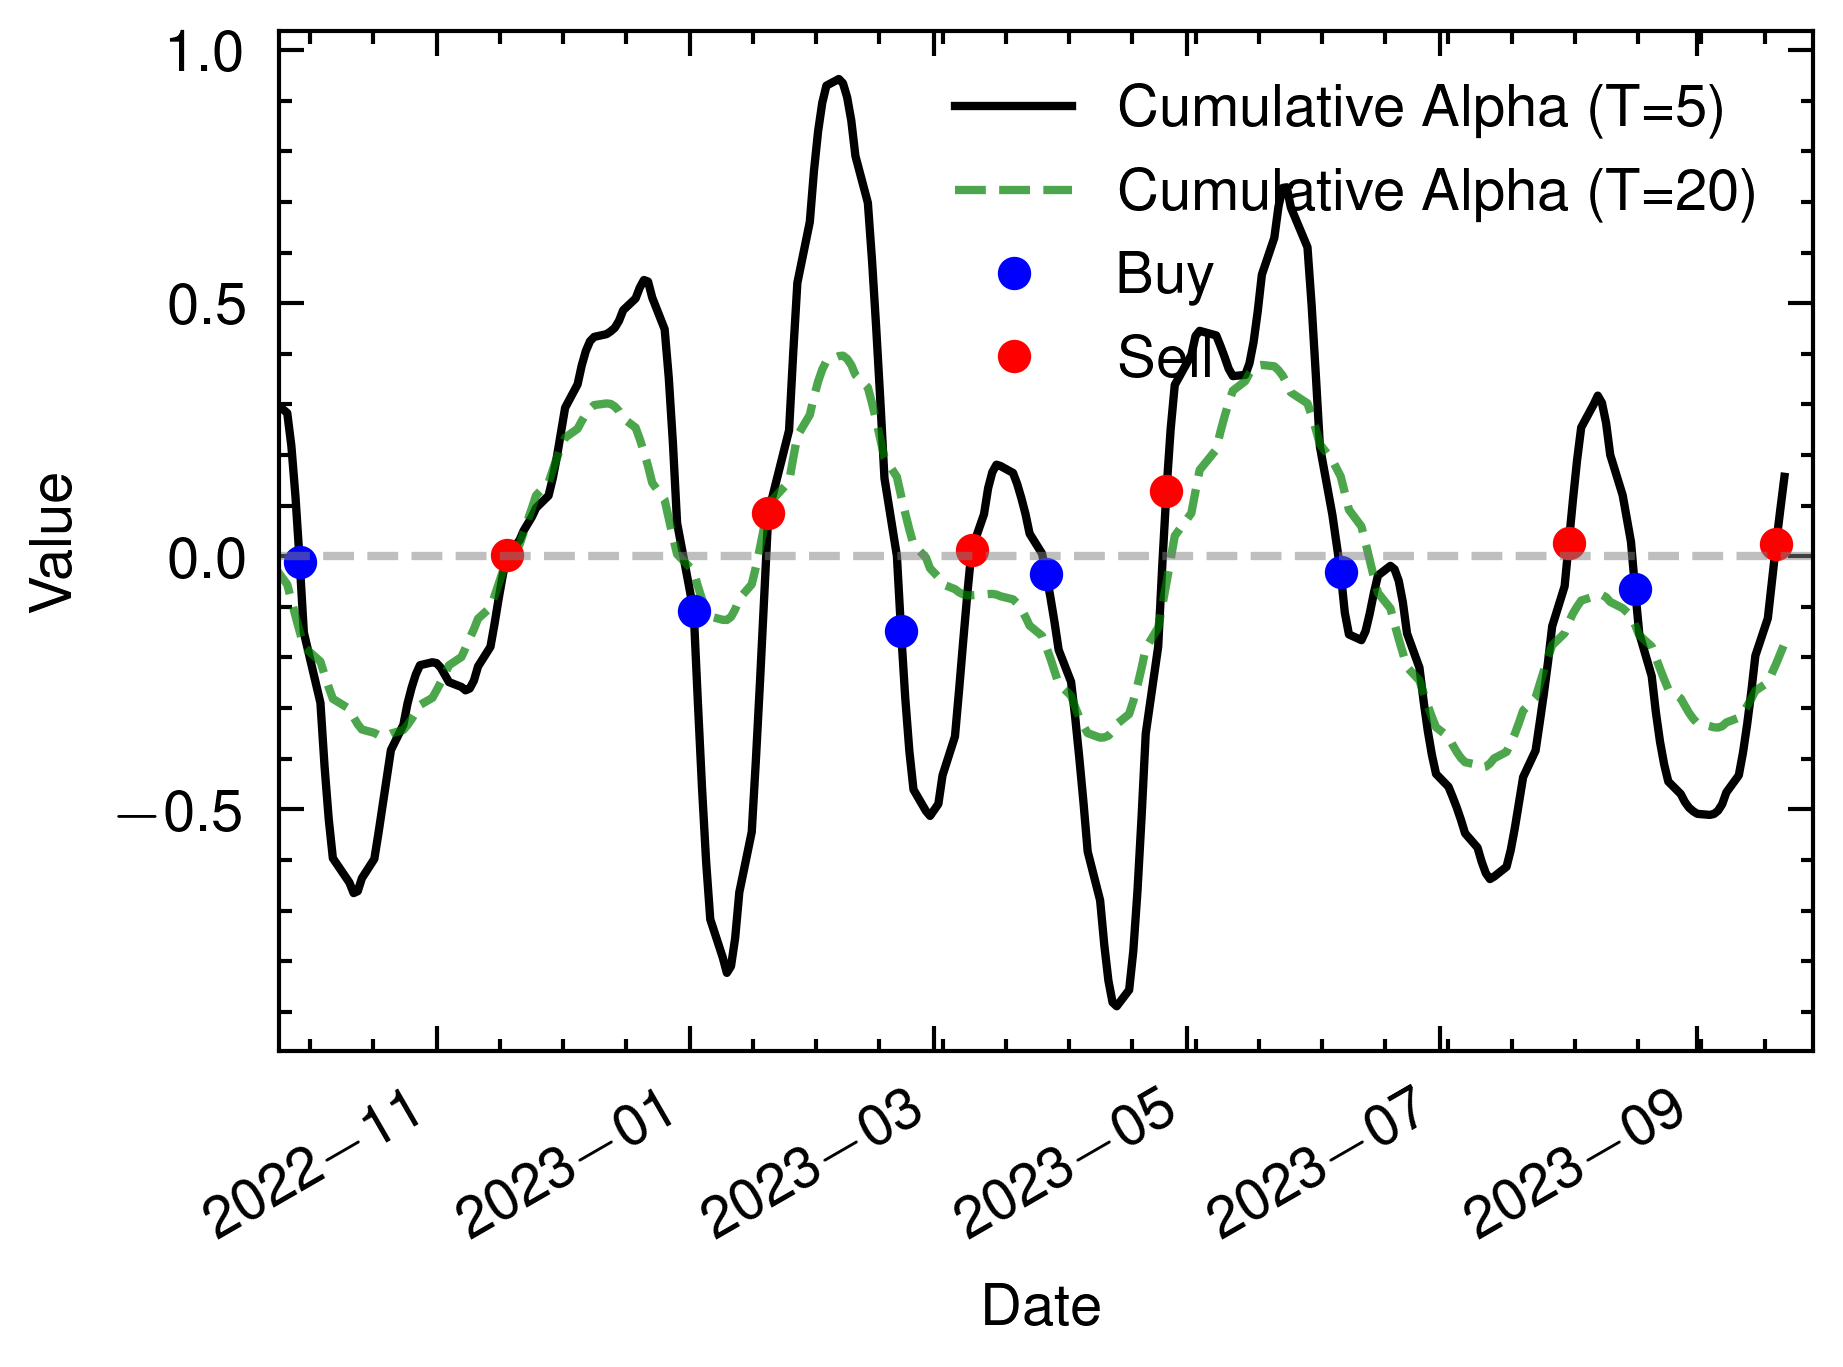 1.0
0.5
0.0
−0.5
Value
Cumulative Alpha (T=5)
Cumulative Alpha (T=20)
Buy
Sell
2022−11
2023−01
2023−03
2023−05
2023−07
2023−09
Date